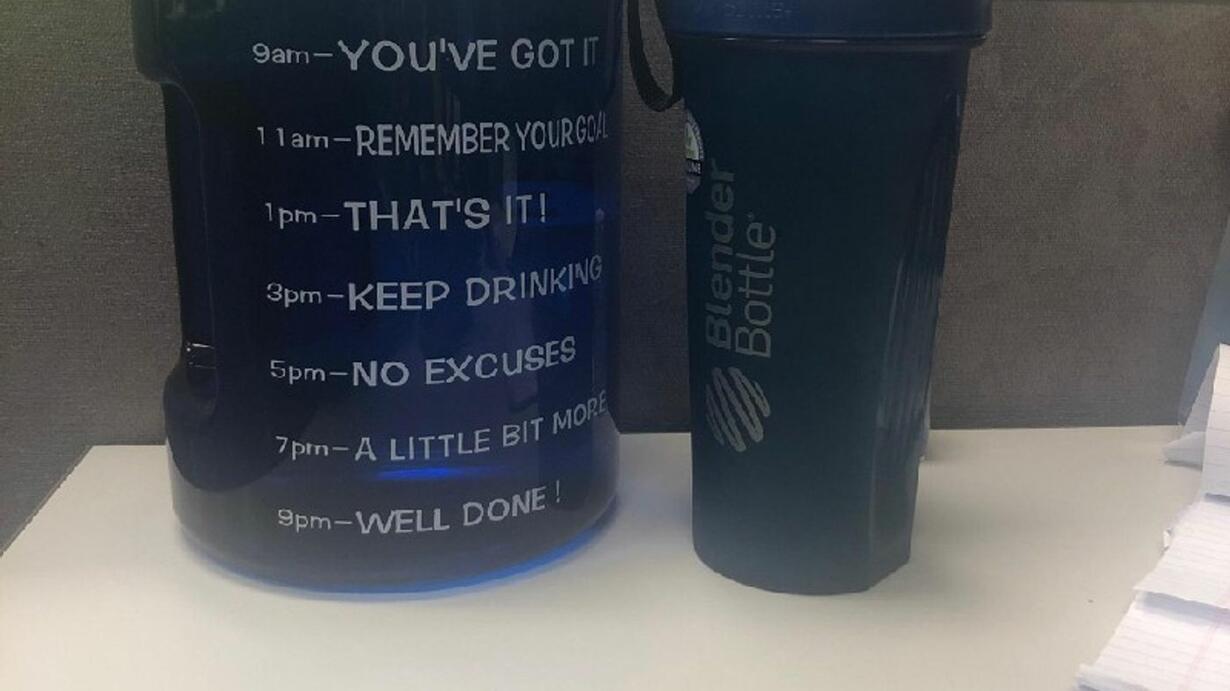 9am-YOU'VE GOT IT
11am-REMEMBER YOUR GOAL
1pm-THAT'S IT!
3pm-KEEP DRINKING
5pm-NO EXCUSES
7pm-A LITTLE BIT MORE
9pm-WELL DONE!
Blender
Bottle®